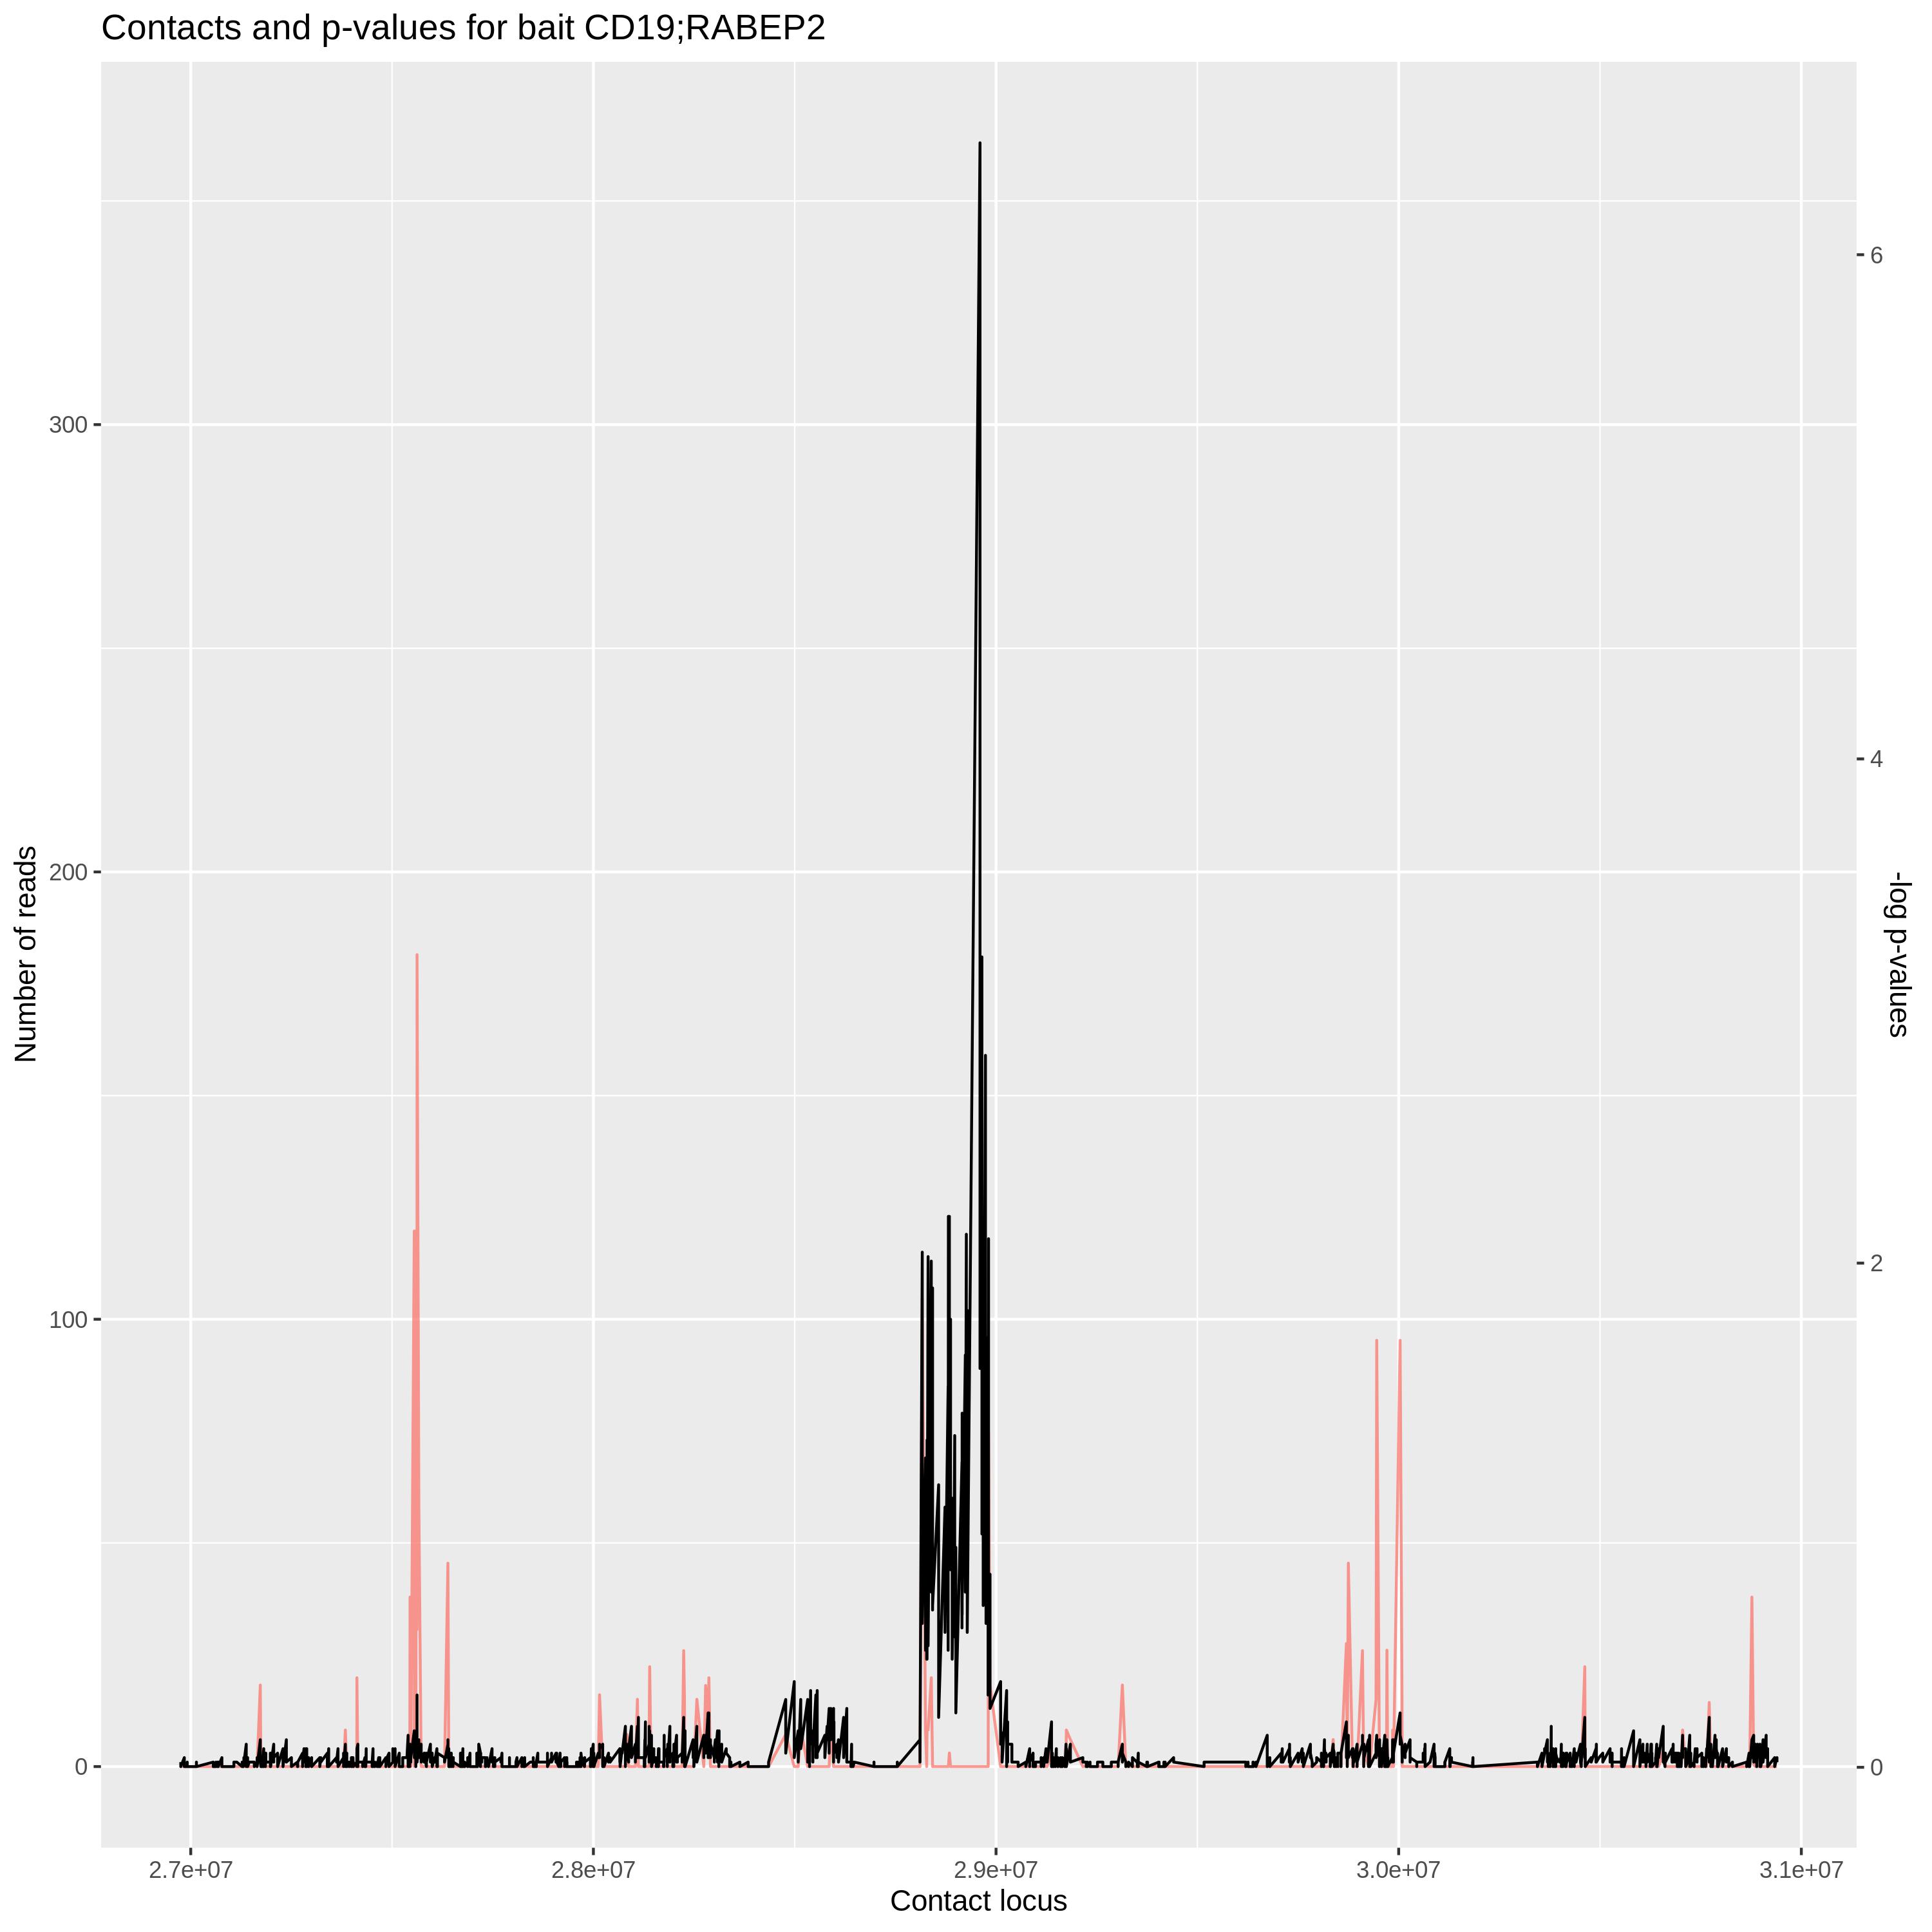 Contacts and p-values for bait CD19;RABEP2
300
200
100
0
Number of reads
6
4
2
0
-log p-values
2.7e+07
2.8e+07
2.9e+07
3.0e+07
3.1e+07
Contact locus